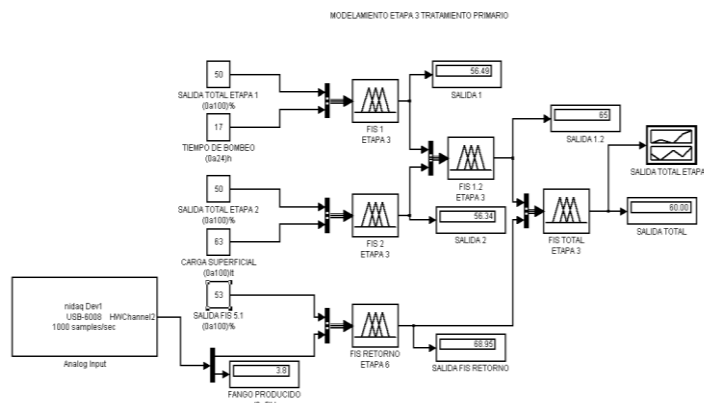 MODELAMIENTO ETAPA 3 TRATAMIENTO PRIMARIO
50
SALIDA TOTAL ETAPA 1
(0a100)%
17
TIEMPO DE BOMBEO
(0a24)h
FIS 1
ETAPA 3
56.49
SALIDA 1
50
SALIDA TOTAL ETAPA 2
(0a100)%
63
CARGA SUPERFICIAL
(0a100)lt
FIS 2
ETAPA 3
FIS 1.2
ETAPA 3
65
SALIDA 1.2
56.34
SALIDA 2
FIS TOTAL
ETAPA 3
SALIDA TOTAL ETAPA
60.00
SALIDA TOTAL
nidaq Dev1
USB-6008 HWChannel2
1000 samples/sec
Analog Input
53
SALIDA FIS 5,1
(0a100)%
FIS RETORNO
ETAPA 6
68.95
SALIDA FIS RETORNO
3.8
FANGO PRODUCIDO